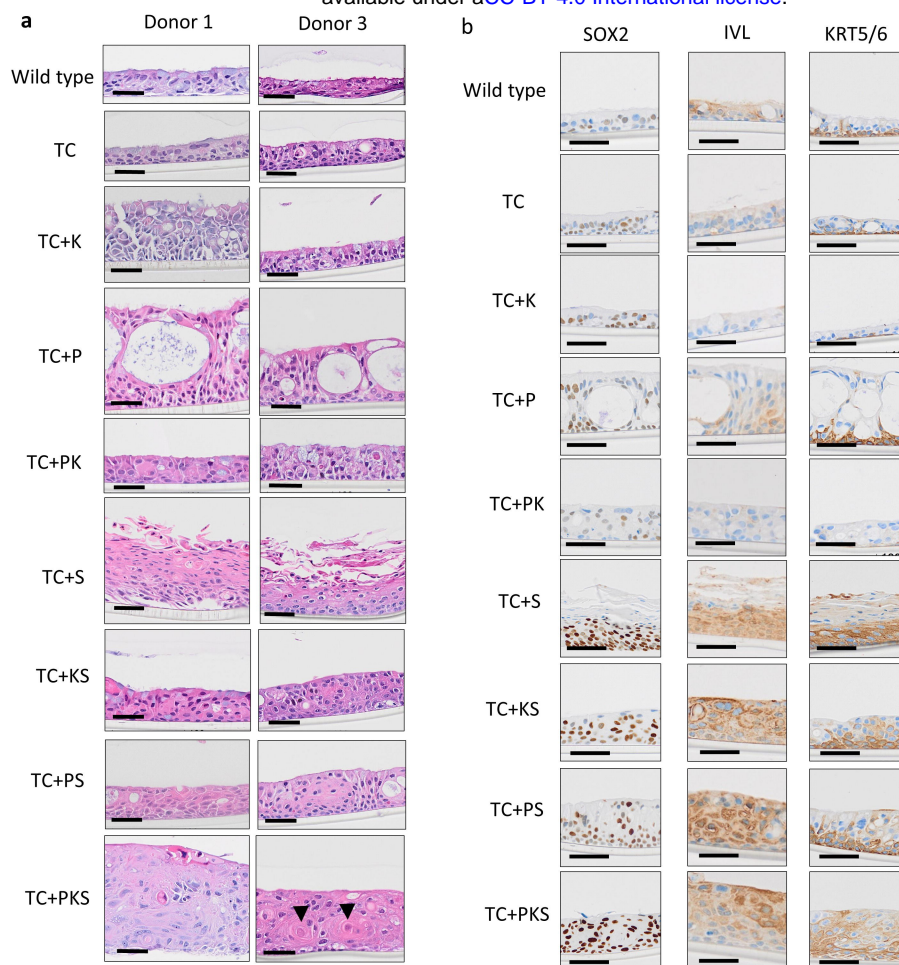 available under aCC-BY 4.0 International license.
a
Donor 1
Donor 3
Wild type
TC
TC+K
TC+P
TC+PK
TC+S
TC+KS
TC+PS
TC+PKS
b
SOX2
IVL
KRT5/6
Wild type
TC
TC+K
TC+P
TC+PK
TC+S
TC+KS
TC+PS
TC+PKS